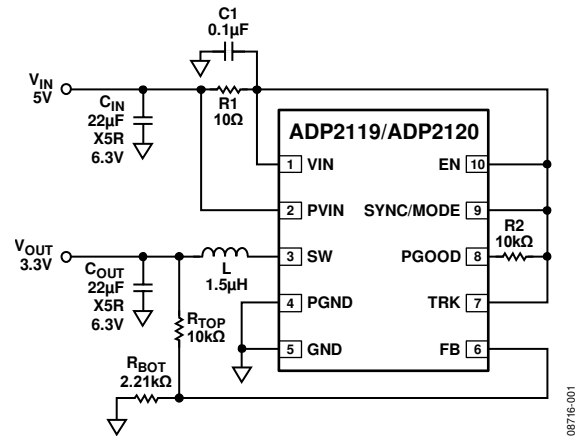 C1
0.1µF
VIN
5V
CIN
22µF
X5R
6.3V
R1
10Ω
ADP2119/ADP2120
1 VIN
EN 10
2 PVIN
SYNC/MODE 9
R2
10kΩ
VOUT
3.3V
COUT
22µF
X5R
6.3V
L
1.5µH
3 SW
PGOOD 8
4 PGND
TRK 7
RTOP
10kΩ
5 GND
FB 6
RBOT
2.21kΩ
08716-001